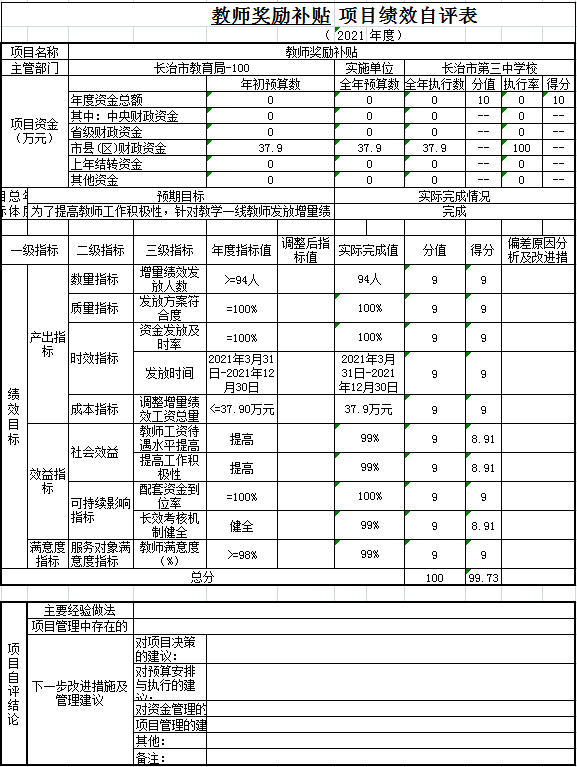 教师奖励补贴 项目绩效自评表
( 2021 年度)
项目名称 教师奖励补贴
主管部门 长治市教育局-100 实施单位 长治市第三中学校
项目资金（万元） 年初预算数 全年预算数 全年执行数 分值 执行率 得分
年度资金总额 0 0 0 10 0 10
其中：中央财政资金 0 0 0 -- 0 --
省级财政资金 0 0 0 -- 0 --
市县(区)财政资金 37.9 37.9 37.9 -- 100 --
上年结转资金 0 0 0 -- 0 --
其他资金 0 0 0 -- 0 --
预期目标 实际完成情况
为了提高教师工作积极性，针对教学一线教师发放增量绩 完成
一级指标 二级指标 三级指标 年度指标值 调整后指标值 实际完成值 分值 得分 偏差原因分析及改进措
绩效目标
产出指标
数量指标 增量绩效发放人数 >=94人 94人 9 9
质量指标 发放方案符合度 =100% 100% 9 9
时效指标 资金发放及时率 =100% 100% 9 9
发放时间 2021年3月31日-2021年12月30日 2021年3月31日-2021年12月30日 9 9
成本指标 调整增量绩效工资总量 <=37.90万元 37.9万元 9 9
效益指标
社会效益 教师工资待遇水平提高 提高 99% 9 8.91
提高工作积极性 提高 99% 9 8.91
可持续影响指标 配套资金到位率 =100% 100% 9 9
长效考核机制健全 健全 99% 9 8.91
满意度指标 服务对象满意度指标 教师满意度（%） >=98% 99% 9 9
总分 100 99.73
项目自评结论
主要经验做法
项目管理中存在的
下一步改进措施及管理建议
对项目决策的建议：
对预算安排与执行的建议：
对资金管理的
项目管理的建
其他：
备注：